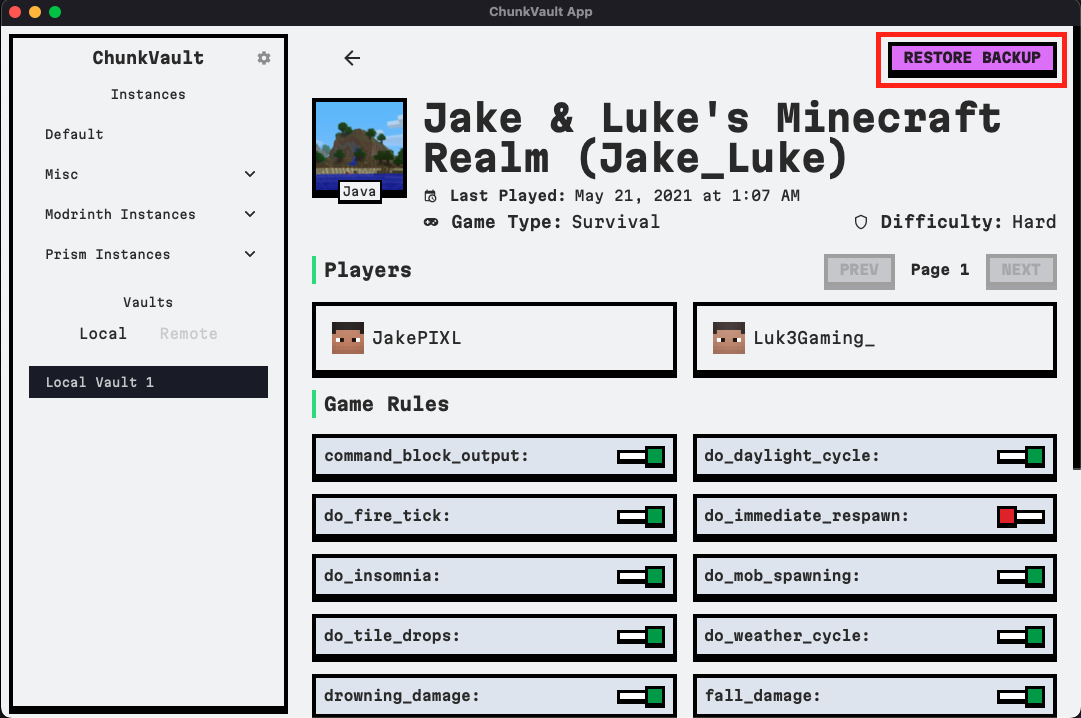 ChunkVault App
ChunkVault
Instances
Default
Misc
Modrinth Instances
Prism Instances
Vaults
Local Remote
Local Vault 1
RESTORE BACKUP
Java
Jake & Luke's Minecraft
Realm (Jake_Luke)
Last Played: May 21, 2021 at 1:07 AM
Game Type: Survival
Difficulty: Hard
Players
PREV Page 1 NEXT
JakePIXL
Luk3Gaming_
Game Rules
command_block_output:
do_daylight_cycle:
do_fire_tick:
do_immediate_respawn:
do_insomnia:
do_mob_spawning:
do_tile_drops:
do_weather_cycle:
drowning_damage:
fall_damage: